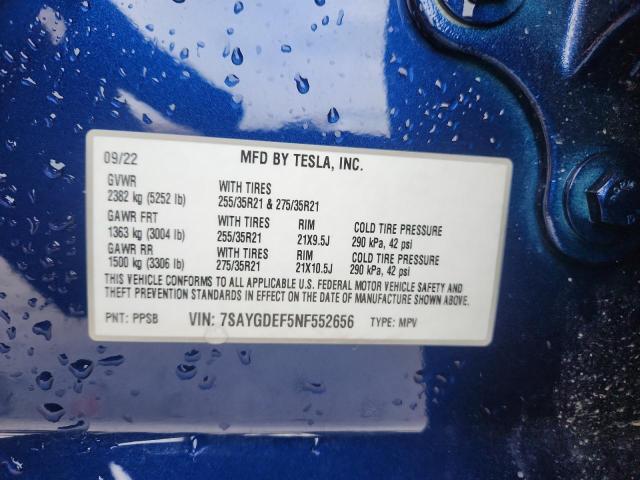 09/22 MFD BY TESLA, INC.
GVWR WITH TIRES
2382 kg (5252 lb) 255/35R21 & 275/35R21
GAWR FRT WITH TIRES RIM COLD TIRE PRESSURE
1363 kg (3004 lb) 255/35R21 21X9.5J 290 kPa, 42 psi
GAWR RR WITH TIRES RIM COLD TIRE PRESSURE
1500 kg (3306 lb) 275/35R21 21X10.5J 290 kPa, 42 psi
THIS VEHICLE CONFORMS TO ALL APPLICABLE U.S. FEDERAL MOTOR VEHICLE SAFETY AND
THEFT PREVENTION STANDARDS IN EFFECT ON THE DATE OF MANUFACTURE SHOWN ABOVE.
PNT: PPSB VIN: 7SAYGDEF5NF552656 TYPE: MPV